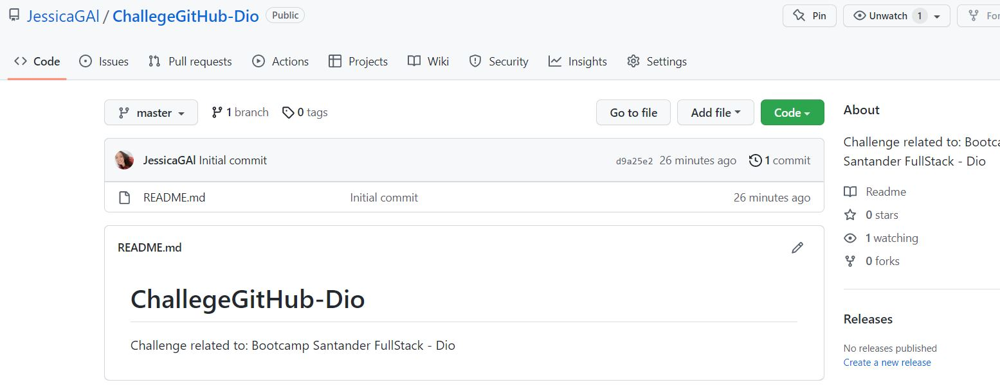 JessicaGAl / ChallegeGitHub-Dio Public Pin Unwatch 1
Code Issues Pull requests Actions Projects Wiki Security Insights Settings
master 1 branch 0 tags Go to file Add file Code
JessicaGAl Initial commit d9a25e2 26 minutes ago 1 commit
README.md Initial commit 26 minutes ago
README.md
ChallegeGitHub-Dio
Challenge related to: Bootcamp Santander FullStack - Dio
About
Challenge related to: Bootca
Santander FullStack - Dio
Readme
0 stars
1 watching
0 forks
Releases
No releases published
Create a new release